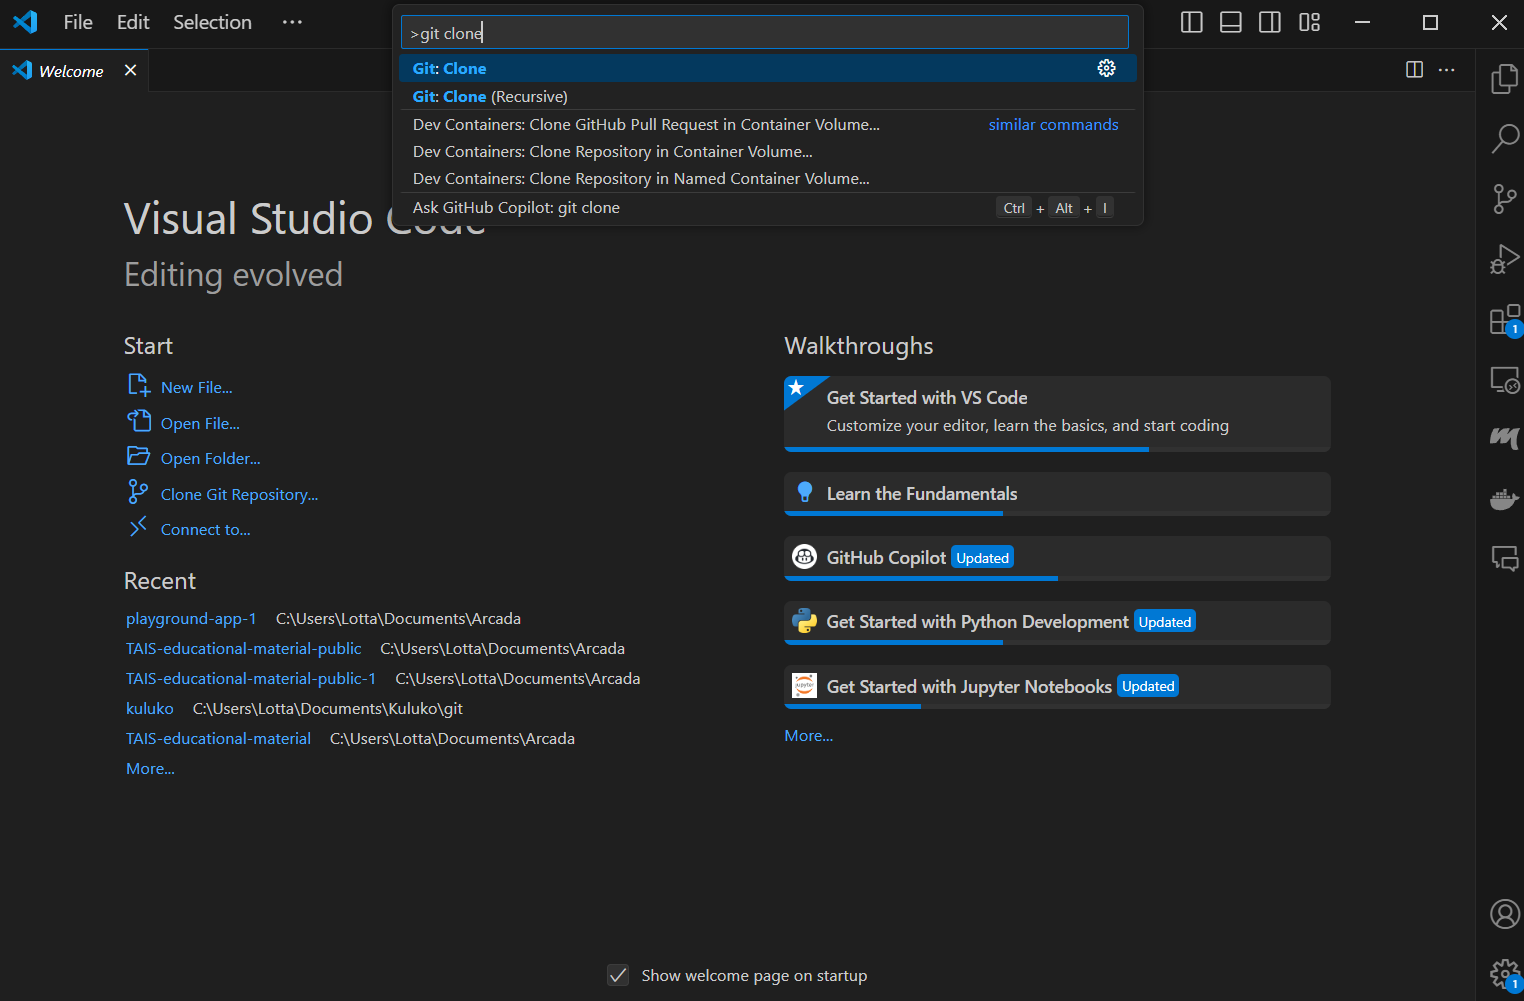 File Edit Selection ···
>git clone
Welcome
Git: Clone
Git: Clone (Recursive)
Dev Containers: Clone GitHub Pull Request in Container Volume... similar commands
Dev Containers: Clone Repository in Container Volume...
Dev Containers: Clone Repository in Named Container Volume...
Ask GitHub Copilot: git clone Ctrl + Alt + I
Visual Studio Code
Editing evolved
Start
New File...
Open File...
Open Folder...
Clone Git Repository...
Connect to...
Recent
playground-app-1 C:\Users\Lotta\Documents\Arcada
TAIS-educational-material-public C:\Users\Lotta\Documents\Arcada
TAIS-educational-material-public-1 C:\Users\Lotta\Documents\Arcada
kuluko C:\Users\Lotta\Documents\Kuluko\git
TAIS-educational-material C:\Users\Lotta\Documents\Arcada
More...
Walkthroughs
Get Started with VS Code
Customize your editor, learn the basics, and start coding
Learn the Fundamentals
GitHub Copilot Updated
Get Started with Python Development Updated
jupyter
Get Started with Jupyter Notebooks Updated
More...
Show welcome page on startup
1
1